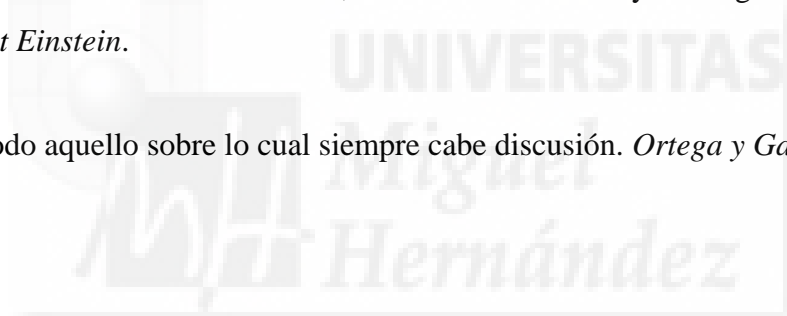 t Einstein.
UNIVERSITAS
odo aquello sobre lo cual siempre cabe discusión. Ortega y Ga
Miguel
Hernández